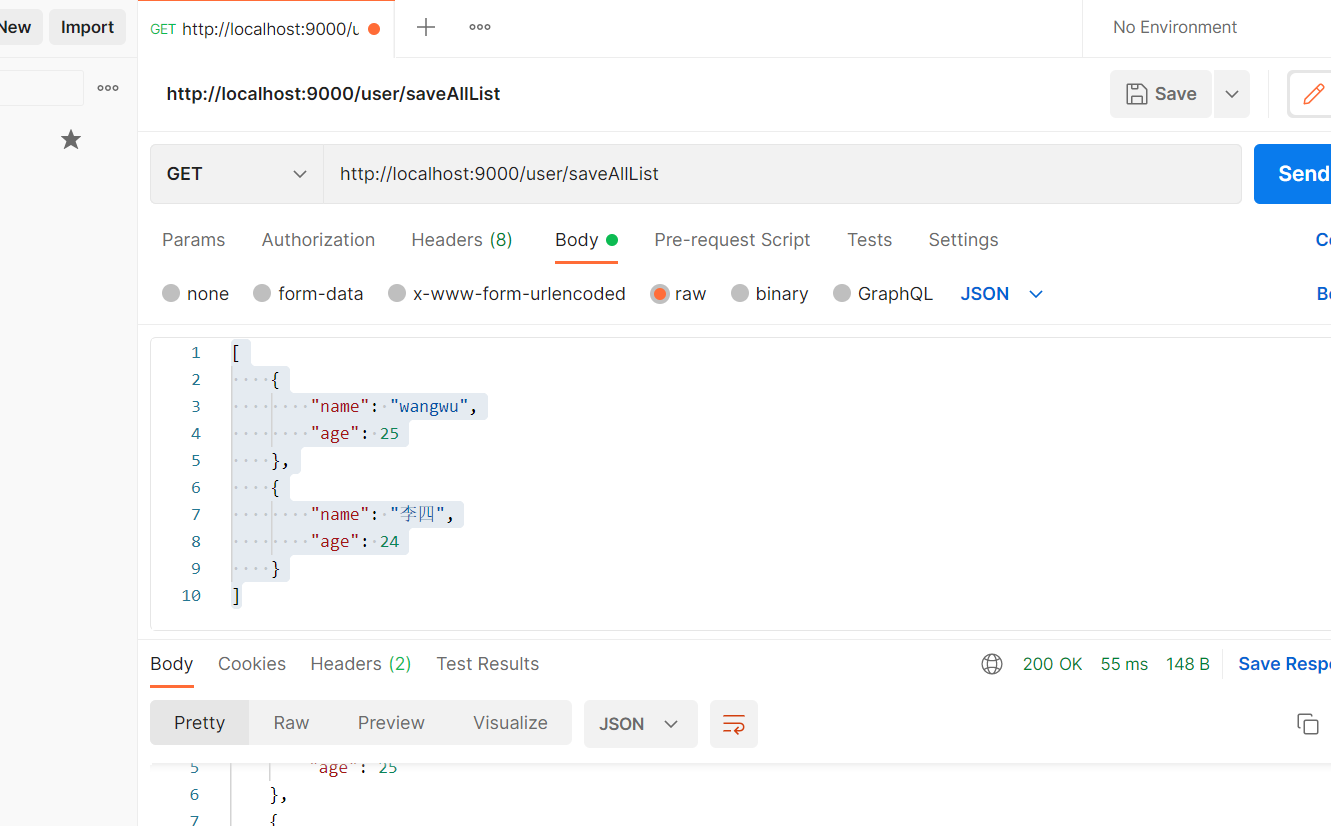 New Import GET http://localhost:9000/u No Environment
http://localhost:9000/user/saveAllList Save
GET http://localhost:9000/user/saveAllList Send
Params Authorization Headers (8) Body Pre-request Script Tests Settings
none form-data x-www-form-urlencoded raw binary GraphQL JSON
1 [
2 {
3 "name": "wangwu",
4 "age": 25
5 },
6 {
7 "name": "李四",
8 "age": 24
9 }
10 ]
Body Cookies Headers (2) Test Results 200 OK 55 ms 148 B Save Resp
Pretty Raw Preview Visualize JSON
5 "age": 25
6 },
7 {